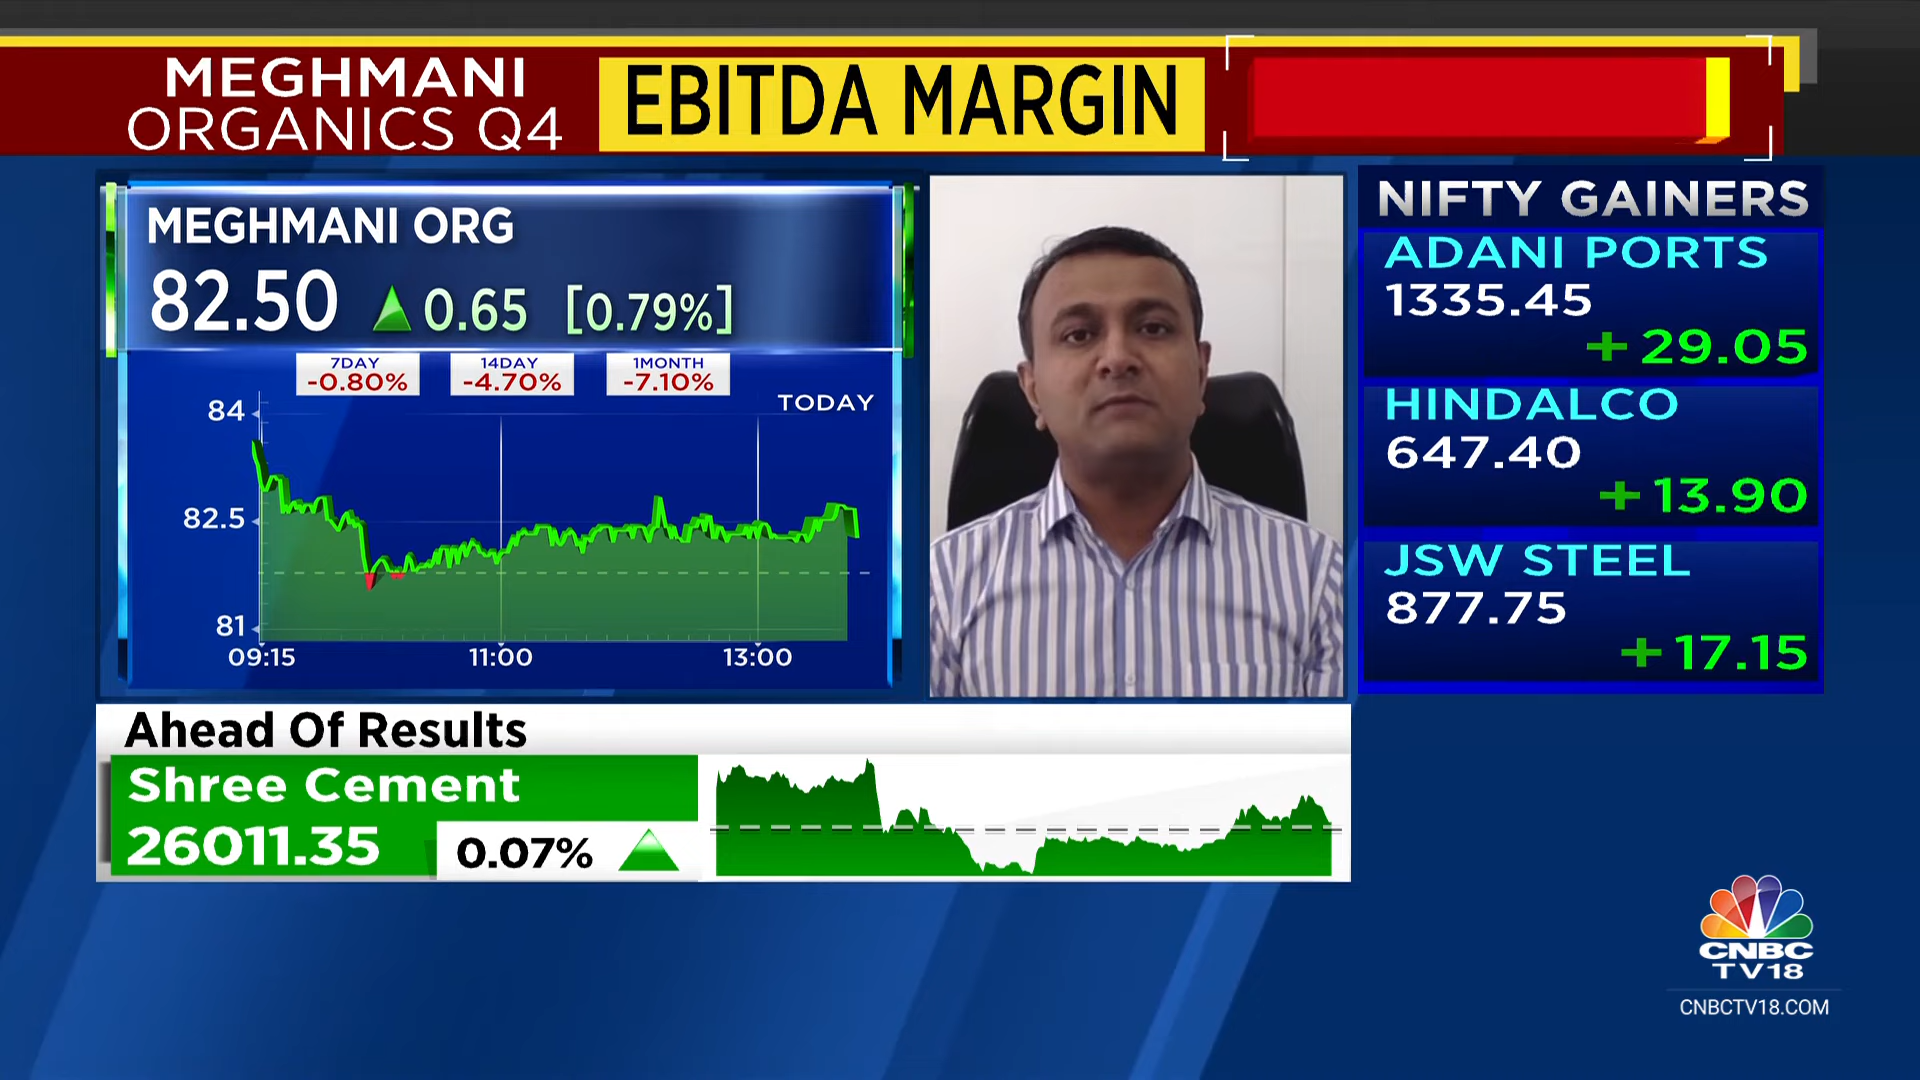 MEGHMANI
ORGANICS Q4
EBITDA MARGIN
MEGHMANI ORG
82.50 ▲ 0.65 [0.79%]
7DAY
-0.80%
14DAY
-4.70%
1MONTH
-7.10%
TODAY
84
82.5
81
09:15 11:00 13:00
NIFTY GAINERS
ADANI PORTS
1335.45
+29.05
HINDALCO
647.40
+13.90
JSW STEEL
877.75
+17.15
Ahead Of Results
Shree Cement
26011.35
0.07%
CNBC
TV18
CNBCTV18.COM